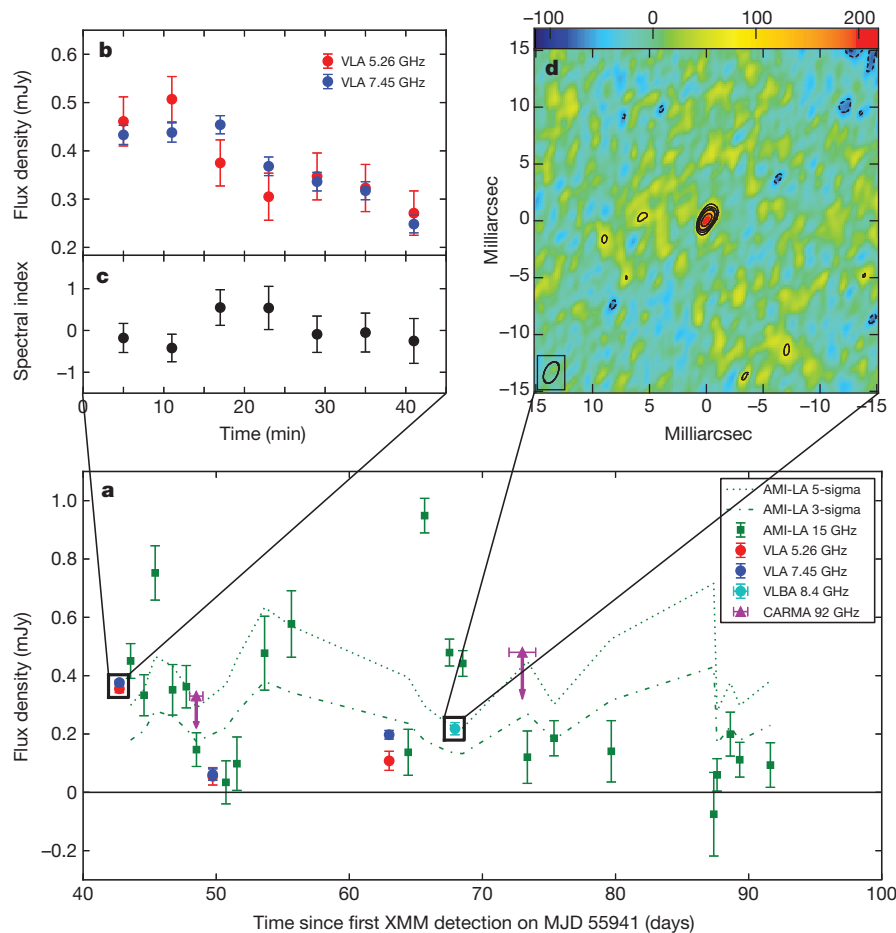 b
VLA 5.26 GHz
VLA 7.45 GHz
0.6
0.5
0.4
0.3
0.2
Flux density (mJy)
c
1
0
−1
Spectral index
0 10 20 30 40
Time (min)
−100 0 100 200
d
15
10
5
0
−5
−10
−15
Milliarcsec
15 10 5 0 −5 −10 −15
Milliarcsec
a
AMI-LA 5-sigma
AMI-LA 3-sigma
AMI-LA 15 GHz
VLA 5.26 GHz
VLA 7.45 GHz
VLBA 8.4 GHz
CARMA 92 GHz
1.0
0.8
0.6
0.4
0.2
0
−0.2
Flux density (mJy)
40 50 60 70 80 90 100
Time since first XMM detection on MJD 55941 (days)